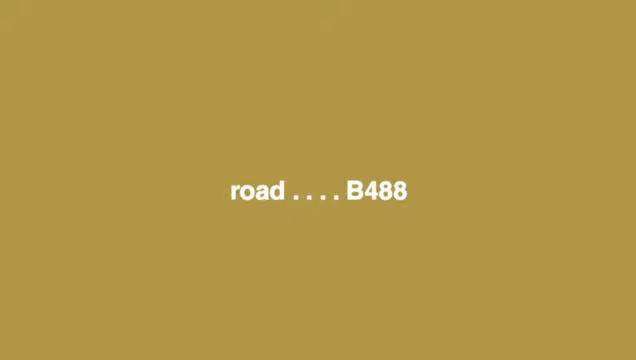 road . . . . B488